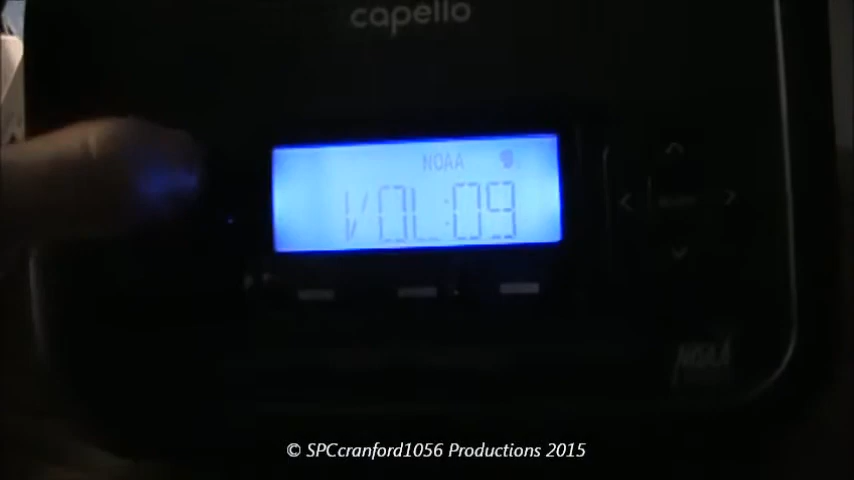 capello
NOAA
VOL:09
NOAA
© SPCcranford1056 Productions 2015